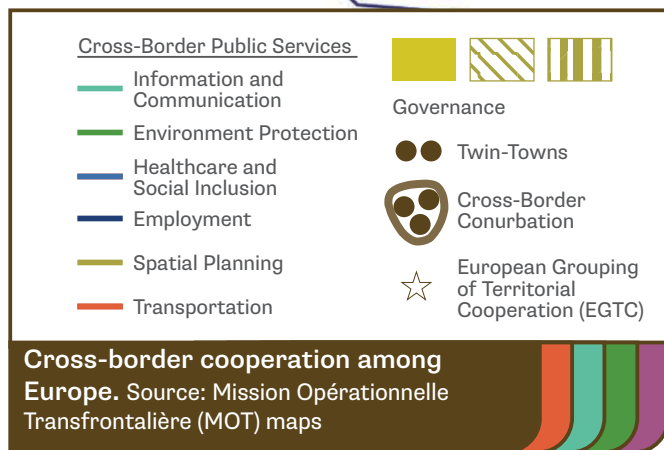 Cross-Border Public Services
Information and
Communication
Environment Protection
Healthcare and
Social Inclusion
Employment
Spatial Planning
Transportation
Governance
Twin-Towns
Cross-Border
Conurbation
European Grouping
of Territorial
Cooperation (EGTC)
Cross-border cooperation among
Europe. Source: Mission Opérationnelle
Transfrontalière (MOT) maps